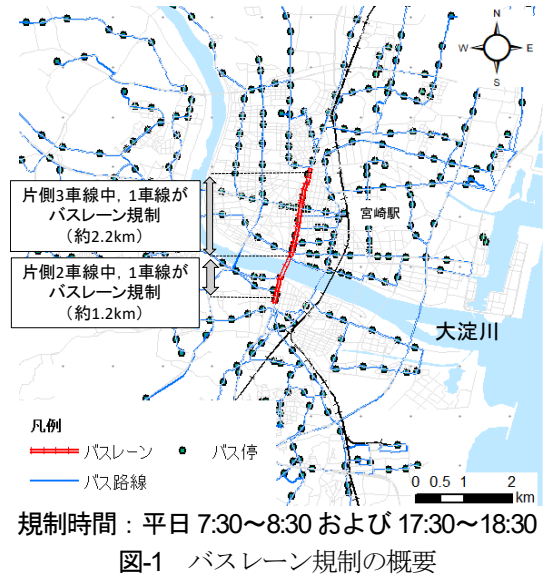 N
W E
S
片側3車線中，1車線が
バスレーン規制
（約2.2km）
宮崎駅
片側2車線中，1車線が
バスレーン規制
（約1.2km）
大淀川
凡例
バスレーン バス停
バス路線
0 0.5 1 2
km
規制時間：平日 7:30～8:30 および 17:30～18:30
図-1 バスレーン規制の概要